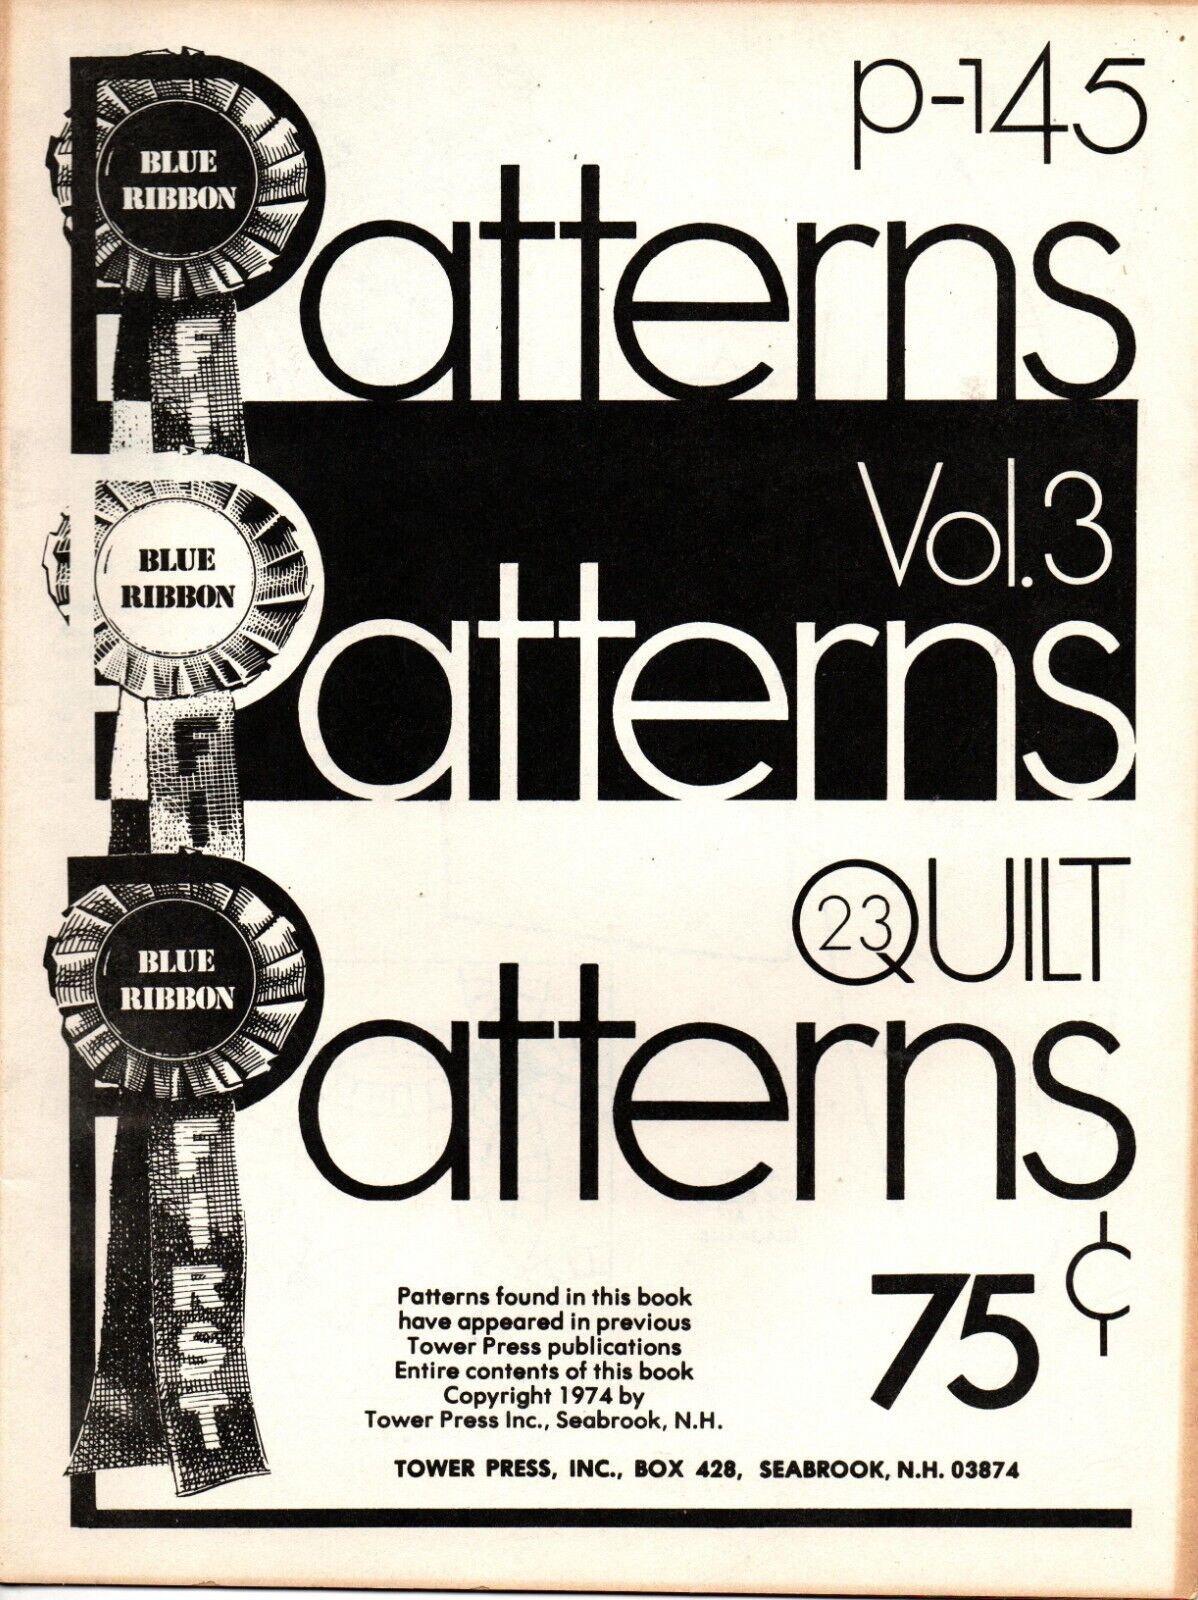 p-145
BLUE
RIBBON
Patterns
FI
Vol. 3
BLUE
RIBBON
Patterns
FI
23 QUILT
BLUE
RIBBON
Patterns
FIRST
75¢
Patterns found in this book
have appeared in previous
Tower Press publications
Entire contents of this book
Copyright 1974 by
Tower Press Inc., Seabrook, N.H.
TOWER PRESS, INC., BOX 428, SEABROOK, N.H. 03874